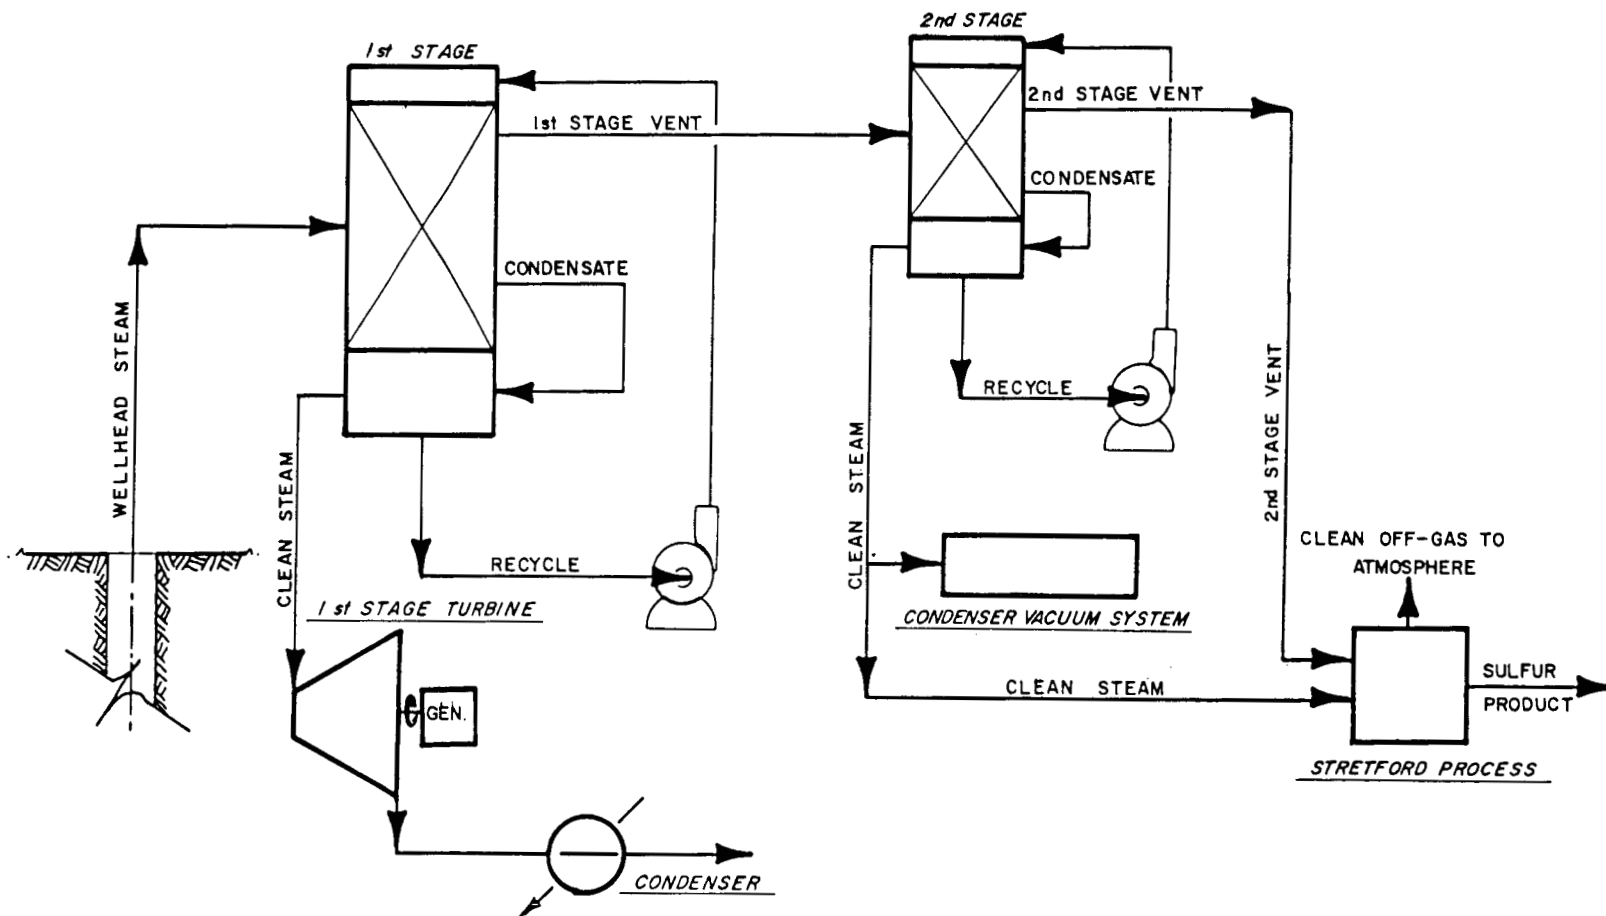 2nd STAGE
1st STAGE
2nd STAGE VENT
1st STAGE VENT
CONDENSATE
CONDENSATE
WELLHEAD STEAM
CLEAN STEAM
RECYCLE
RECYCLE
CLEAN STEAM
2nd STAGE VENT
CLEAN OFF-GAS TO
ATMOSPHERE
1st STAGE TURBINE
CONDENSER VACUUM SYSTEM
CLEAN STEAM
SULFUR
PRODUCT
GEN.
STRETFORD PROCESS
CONDENSER